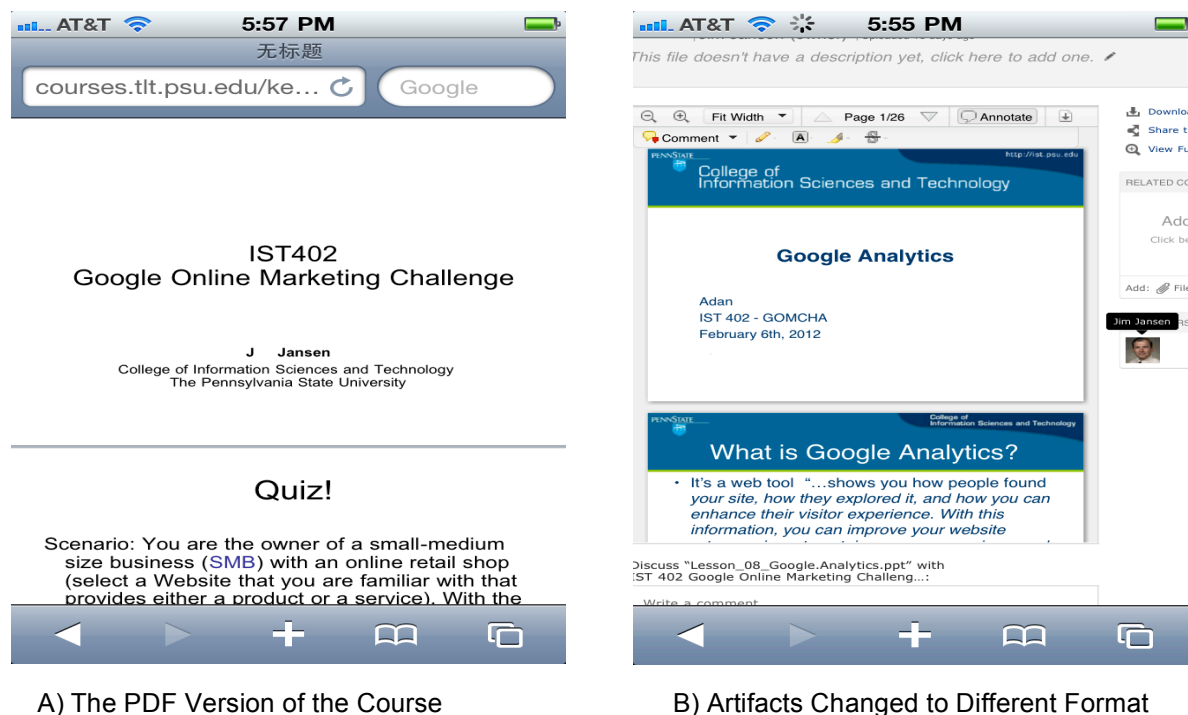 AT&T 5:57 PM
无标题
courses.tlt.psu.edu/ke... Google
IST402
Google Online Marketing Challenge
J Jansen
College of Information Sciences and Technology
The Pennsylvania State University
Quiz!
Scenario: You are the owner of a small-medium
size business (SMB) with an online retail shop
(select a Website that you are familiar with that
provides either a product or a service). With the
A) The PDF Version of the Course
AT&T 5:55 PM
This file doesn't have a description yet, click here to add one.
Fit Width Page 1/26 Annotate
Comment A S
PENNSTATE http://ist.psu.edu
College of
Information Sciences and Technology
Google Analytics
Adan
IST 402 - GOMCHA
February 6th, 2012
PENNSTATE College of
Information Sciences and Technology
What is Google Analytics?
• It's a web tool “...shows you how people found
your site, how they explored it, and how you can
enhance their visitor experience. With this
information, you can improve your website
Discuss “Lesson_08_Google.Analytics.ppt” with
IST 402 Google Online Marketing Challeng...:
Write a comment
Downlo
Share t
View Fu
RELATED CO
Add
Click be
Add: File
Jim Jansen
B) Artifacts Changed to Different Format